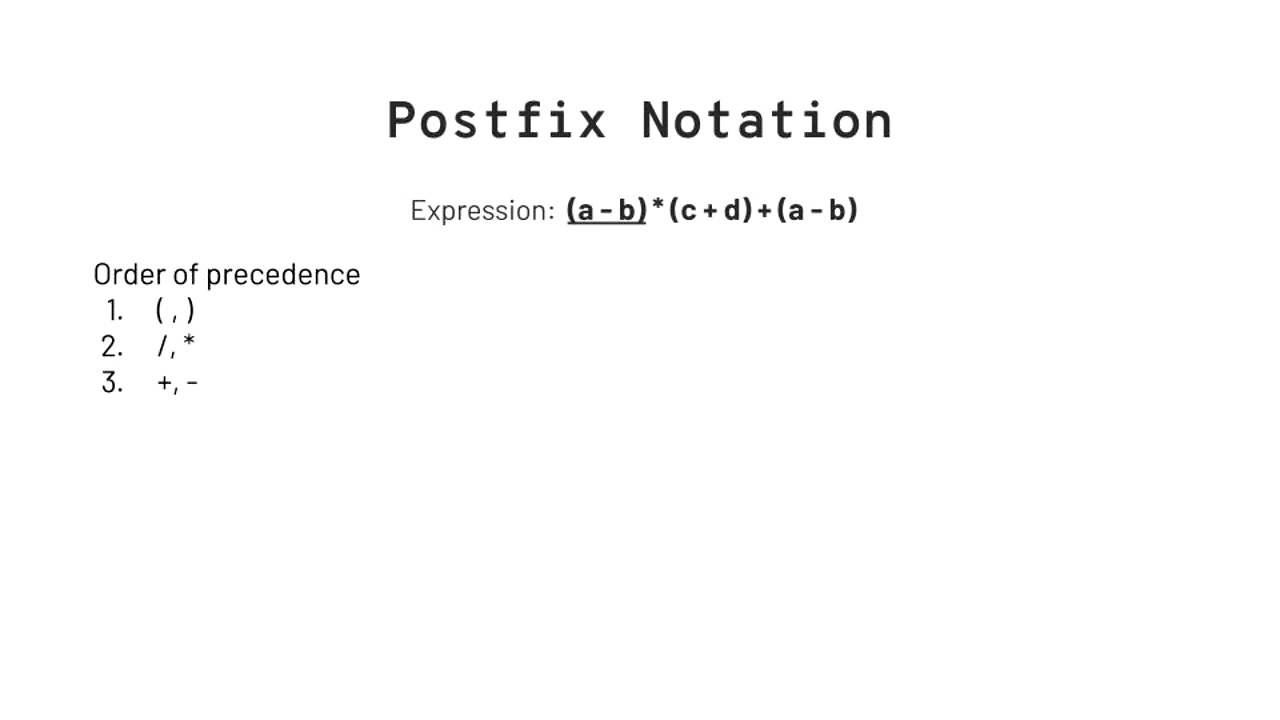 Postfix Notation
Expression: (a - b) * (c + d) + (a - b)
Order of precedence
1. ( , )
2. /, *
3. +, -